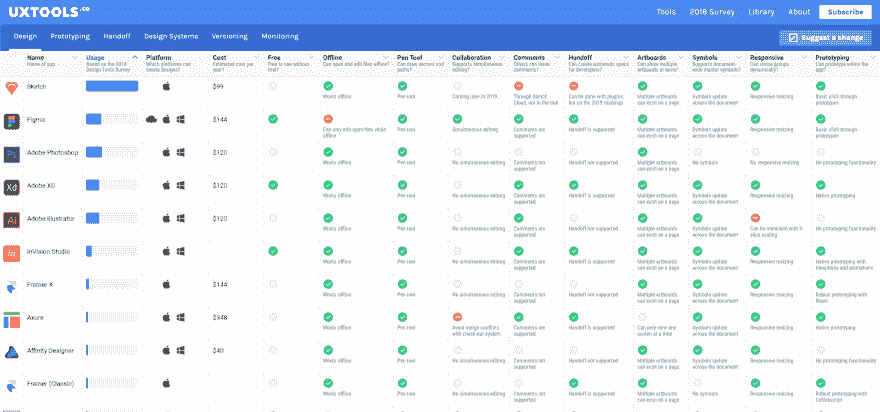 UXTOOLS.CO
Tools 2018 Survey Library About Subscribe
Design Prototyping Handoff Design Systems Versioning Monitoring Suggest a change
Name Usage Platform Cost Free Offline Pen Tool Collaboration Comments Handoff Artboards Symbols Responsive Prototyping
Name of app Based on the 2018 Design Tools Survey Which platforms can create designs? Estimated cost per year? Free to use without trial? Can open and edit files offline? Can draw vectors and paths? Supports simultaneous editing? Others can leave comments? Can create automatic specs for developers? Can show multiple artboards at once? Supports document-wide master symbols? Can resize groups dynamically? Can prototype within the app?
Sketch $99 Works offline Pen tool Coming later in 2019 Through Sketch Cloud, not in the tool Can be done with plugins, but on the 2019 roadmap Multiple artboards can exist on a page Symbols update across the document Responsive resizing Basic click through prototypes
Figma $144 Can only edit open files while offline Pen tool Simultaneous editing Comments are supported Handoff is supported Multiple artboards can exist on a page Symbols update across the document Responsive resizing Basic click through prototypes
Adobe Photoshop $120 Works offline Pen tool No simultaneous editing Comments not supported Handoff not supported Multiple artboards can exist on a page No symbols No responsive resizing No prototyping functionality
Adobe XD $120 Works offline Pen tool No simultaneous editing Comments are supported Handoff is supported Multiple artboards can exist on a page Symbols update across the document Responsive resizing Native prototyping
Adobe Illustrator $120 Works offline Pen tool No simultaneous editing Comments are supported Handoff not supported Multiple artboards can exist on a page Symbols update across the document Can be mimicked with 9-slice scaling No prototyping functionality
InVision Studio Works offline Pen tool No simultaneous editing Comments are supported Handoff is supported Multiple artboards can exist on a page Symbols update across the document Responsive resizing Native prototyping with transitions and animations
Framer X $144 Works offline Pen tool No simultaneous editing Comments not supported Handoff not supported Multiple artboards can exist on a page Symbols update across the document Responsive resizing Robust prototyping with React
Axure $348 Works offline Pen tool Avoid merge conflicts with check out system Comments are supported Handoff is supported Can only view one screen at a time Symbols update across the document Responsive resizing Native prototyping
Affinity Designer $40 Works offline Pen tool No simultaneous editing Comments not supported Handoff not supported Multiple artboards can exist on a page Symbols update across the document Responsive resizing No prototyping functionality
Framer (Classic) Works offline Pen tool No simultaneous editing Comments not supported Handoff is supported Multiple artboards can exist on a page No symbols Responsive resizing Robust prototyping with Coffeescript